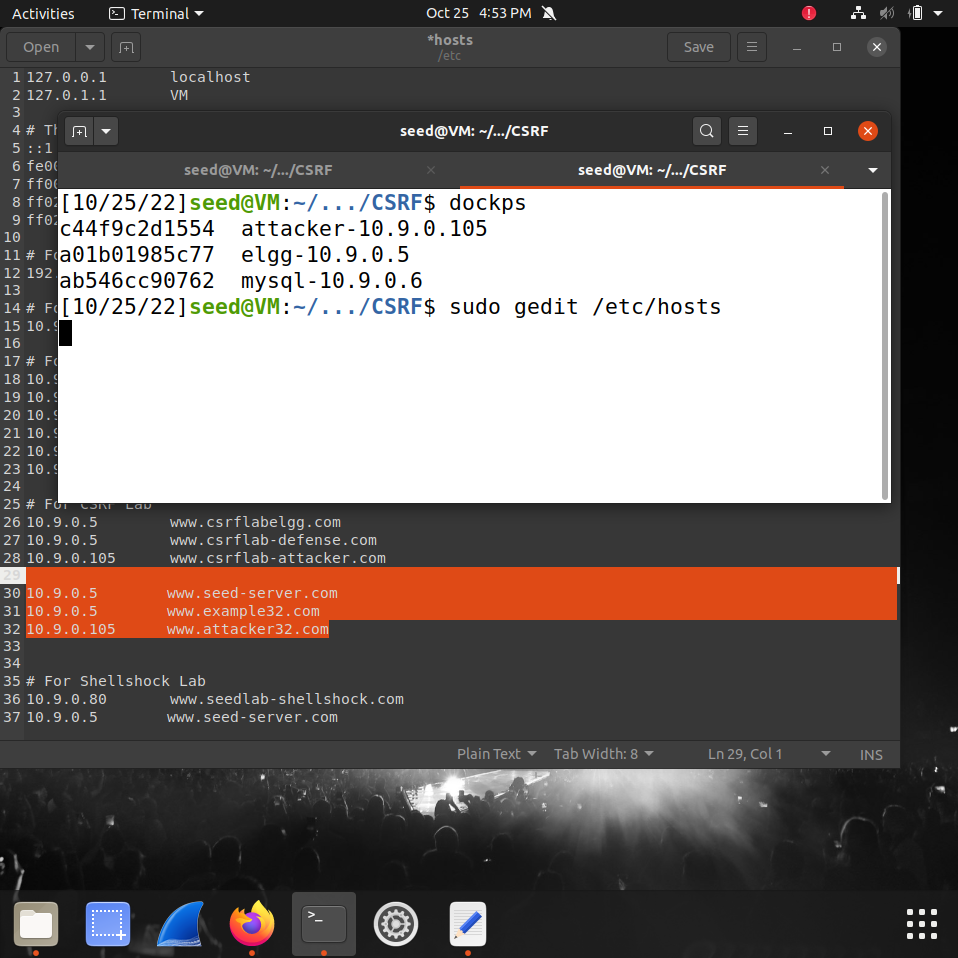 Activities Terminal Oct 25 4:53 PM
Open *hosts Save
/etc
1 127.0.0.1 localhost
2 127.0.1.1 VM
3
4 # Th
5 ::1
6 fe00
7 ff00
8 ff02
9 ff02
10
11 # Fo
12 192.
13
14 # Fo
15 10.9
16
17 # Fo
18 10.9
19 10.9
20 10.9
21 10.9
22 10.9
23 10.9
24
seed@VM: ~/.../CSRF
seed@VM: ~/.../CSRF seed@VM: ~/.../CSRF
[10/25/22]seed@VM:~/.../CSRF$ dockps
c44f9c2d1554 attacker-10.9.0.105
a01b01985c77 elgg-10.9.0.5
ab546cc90762 mysql-10.9.0.6
[10/25/22]seed@VM:~/.../CSRF$ sudo gedit /etc/hosts
25 # For CSRF Lab
26 10.9.0.5 www.csrflabelgg.com
27 10.9.0.5 www.csrflab-defense.com
28 10.9.0.105 www.csrflab-attacker.com
29
30 10.9.0.5 www.seed-server.com
31 10.9.0.5 www.example32.com
32 10.9.0.105 www.attacker32.com
33
34
35 # For Shellshock Lab
36 10.9.0.80 www.seedlab-shellshock.com
37 10.9.0.5 www.seed-server.com
Plain Text Tab Width: 8 Ln 29, Col 1 INS